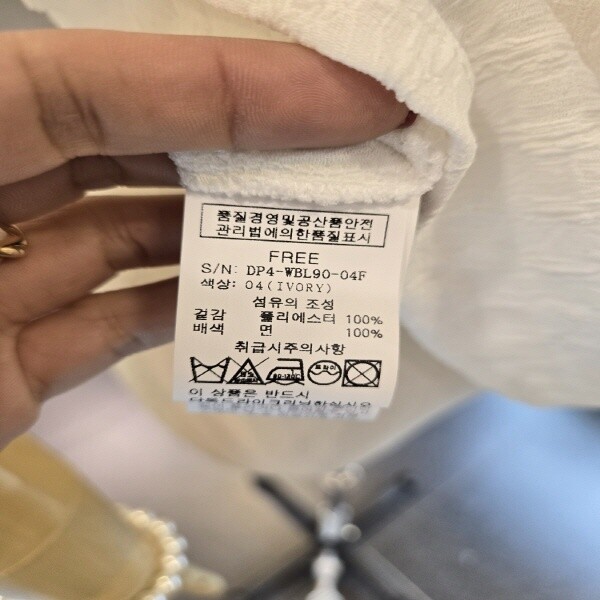 품질경영및공산품안전
관리법에의한품질표시
FREE
S/N: DP4-WBL90-04F
색상: 04(IVORY)
섬유의 조성
겉감 폴리에스터 100%
배색 면 100%
취급시주의사항
드라이
이 상품은 반드시